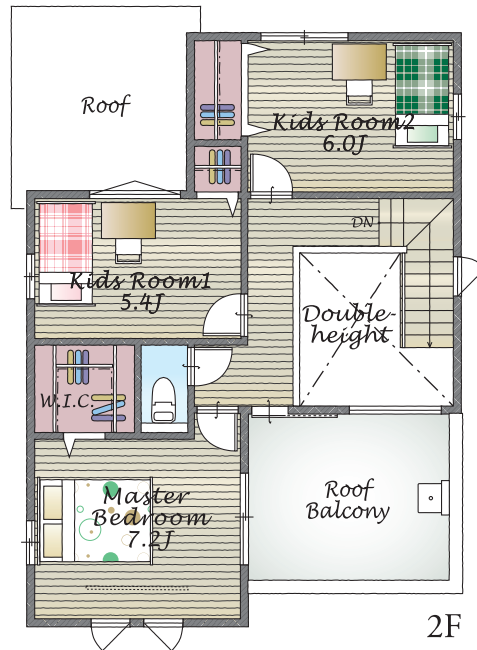 Roof
Kids Room2
6.0J
DN
Kids Room1
5.4J
Double-
height
W.I.C.
Master
Bedroom
7.2J
Roof
Balcony
2F